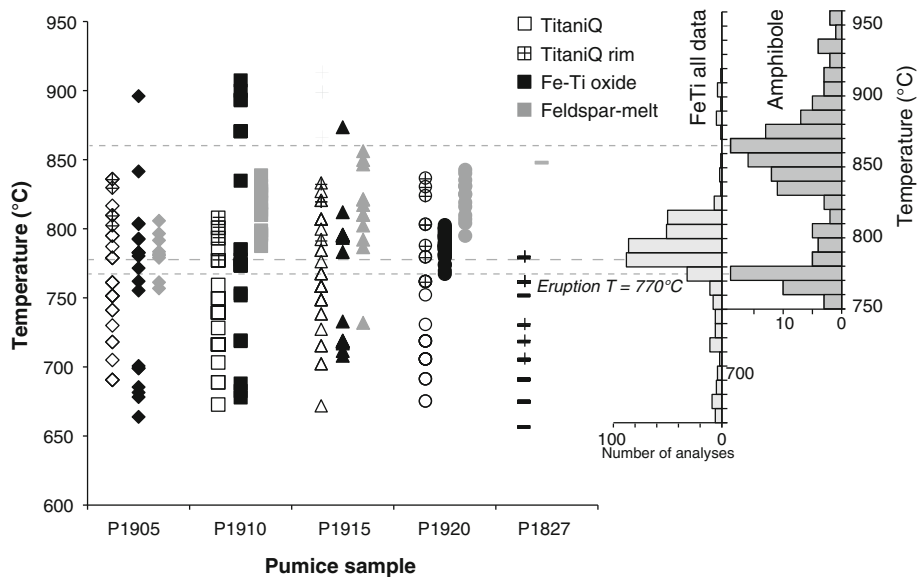 950
900
850
800
750
700
650
600
Temperature (°C)
P1905
P1910
P1915
P1920
P1827
Pumice sample
TitaniQ
TitaniQ rim
Fe-Ti oxide
Feldspar-melt
Eruption T = 770°C
FeTi all data
700
100
0
Number of analyses
Amphibole
10
0
950
900
850
800
750
Temperature (°C)